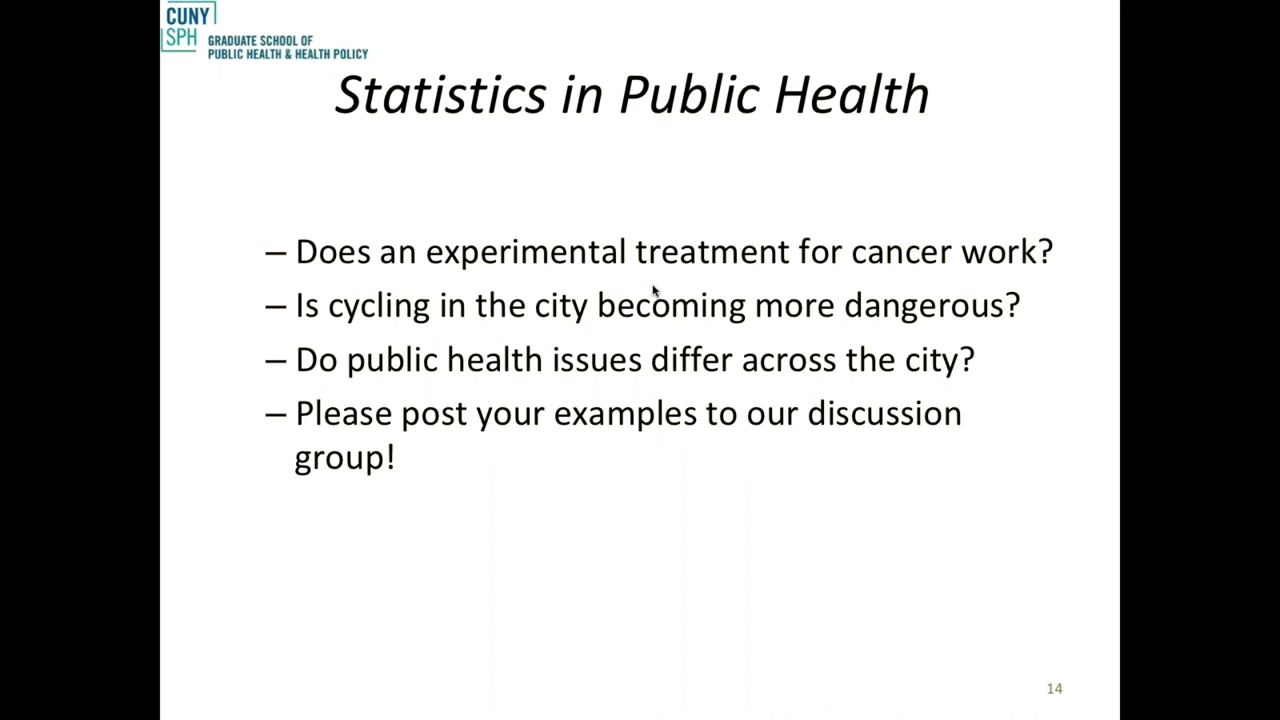 CUNY
SPH
GRADUATE SCHOOL OF
PUBLIC HEALTH & HEALTH POLICY
Statistics in Public Health
– Does an experimental treatment for cancer work?
– Is cycling in the city becoming more dangerous?
– Do public health issues differ across the city?
– Please post your examples to our discussion
group!
14